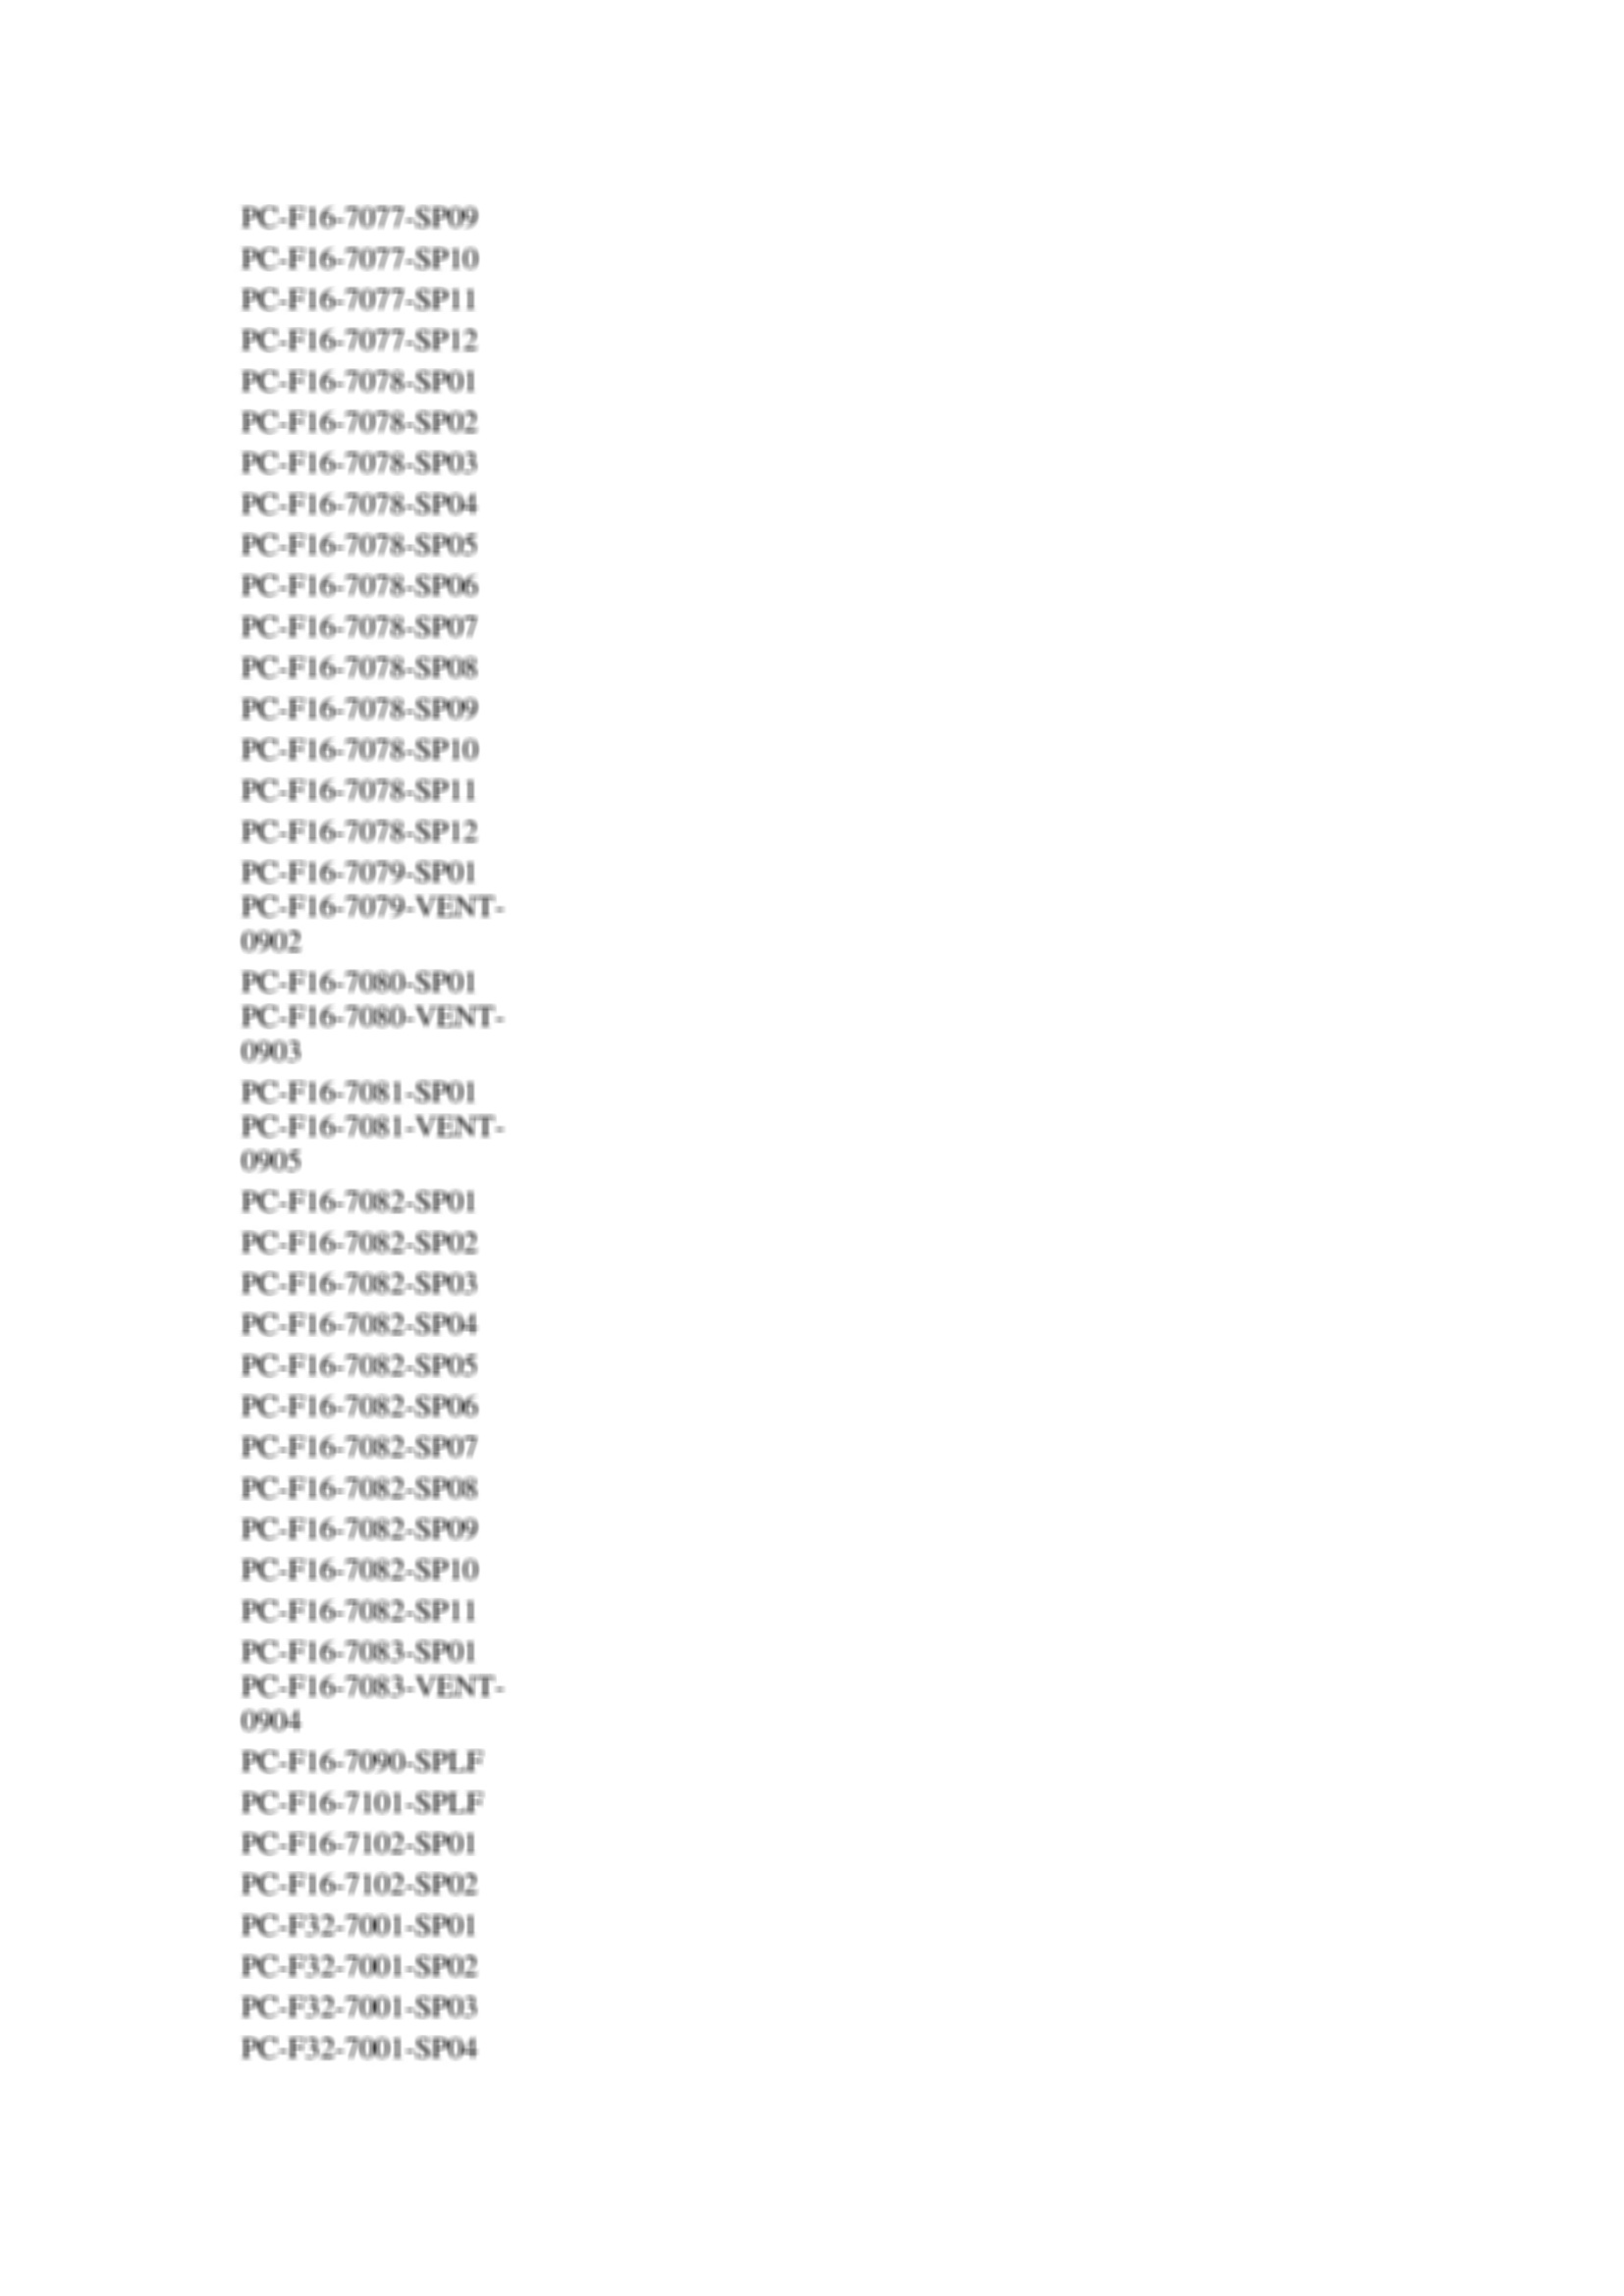 PC-F16-7077-SP09
PC-F16-7077-SP10
PC-F16-7077-SP11
PC-F16-7077-SP12
PC-F16-7078-SP01
PC-F16-7078-SP02
PC-F16-7078-SP03
PC-F16-7078-SP04
PC-F16-7078-SP05
PC-F16-7078-SP06
PC-F16-7078-SP07
PC-F16-7078-SP08
PC-F16-7078-SP09
PC-F16-7078-SP10
PC-F16-7078-SP11
PC-F16-7078-SP12
PC-F16-7079-SP01
PC-F16-7079-VENT-
0902
PC-F16-7080-SP01
PC-F16-7080-VENT-
0903
PC-F16-7081-SP01
PC-F16-7081-VENT-
0905
PC-F16-7082-SP01
PC-F16-7082-SP02
PC-F16-7082-SP03
PC-F16-7082-SP04
PC-F16-7082-SP05
PC-F16-7082-SP06
PC-F16-7082-SP07
PC-F16-7082-SP08
PC-F16-7082-SP09
PC-F16-7082-SP10
PC-F16-7082-SP11
PC-F16-7083-SP01
PC-F16-7083-VENT-
0904
PC-F16-7090-SPLF
PC-F16-7101-SPLF
PC-F16-7102-SP01
PC-F16-7102-SP02
PC-F32-7001-SP01
PC-F32-7001-SP02
PC-F32-7001-SP03
PC-F32-7001-SP04